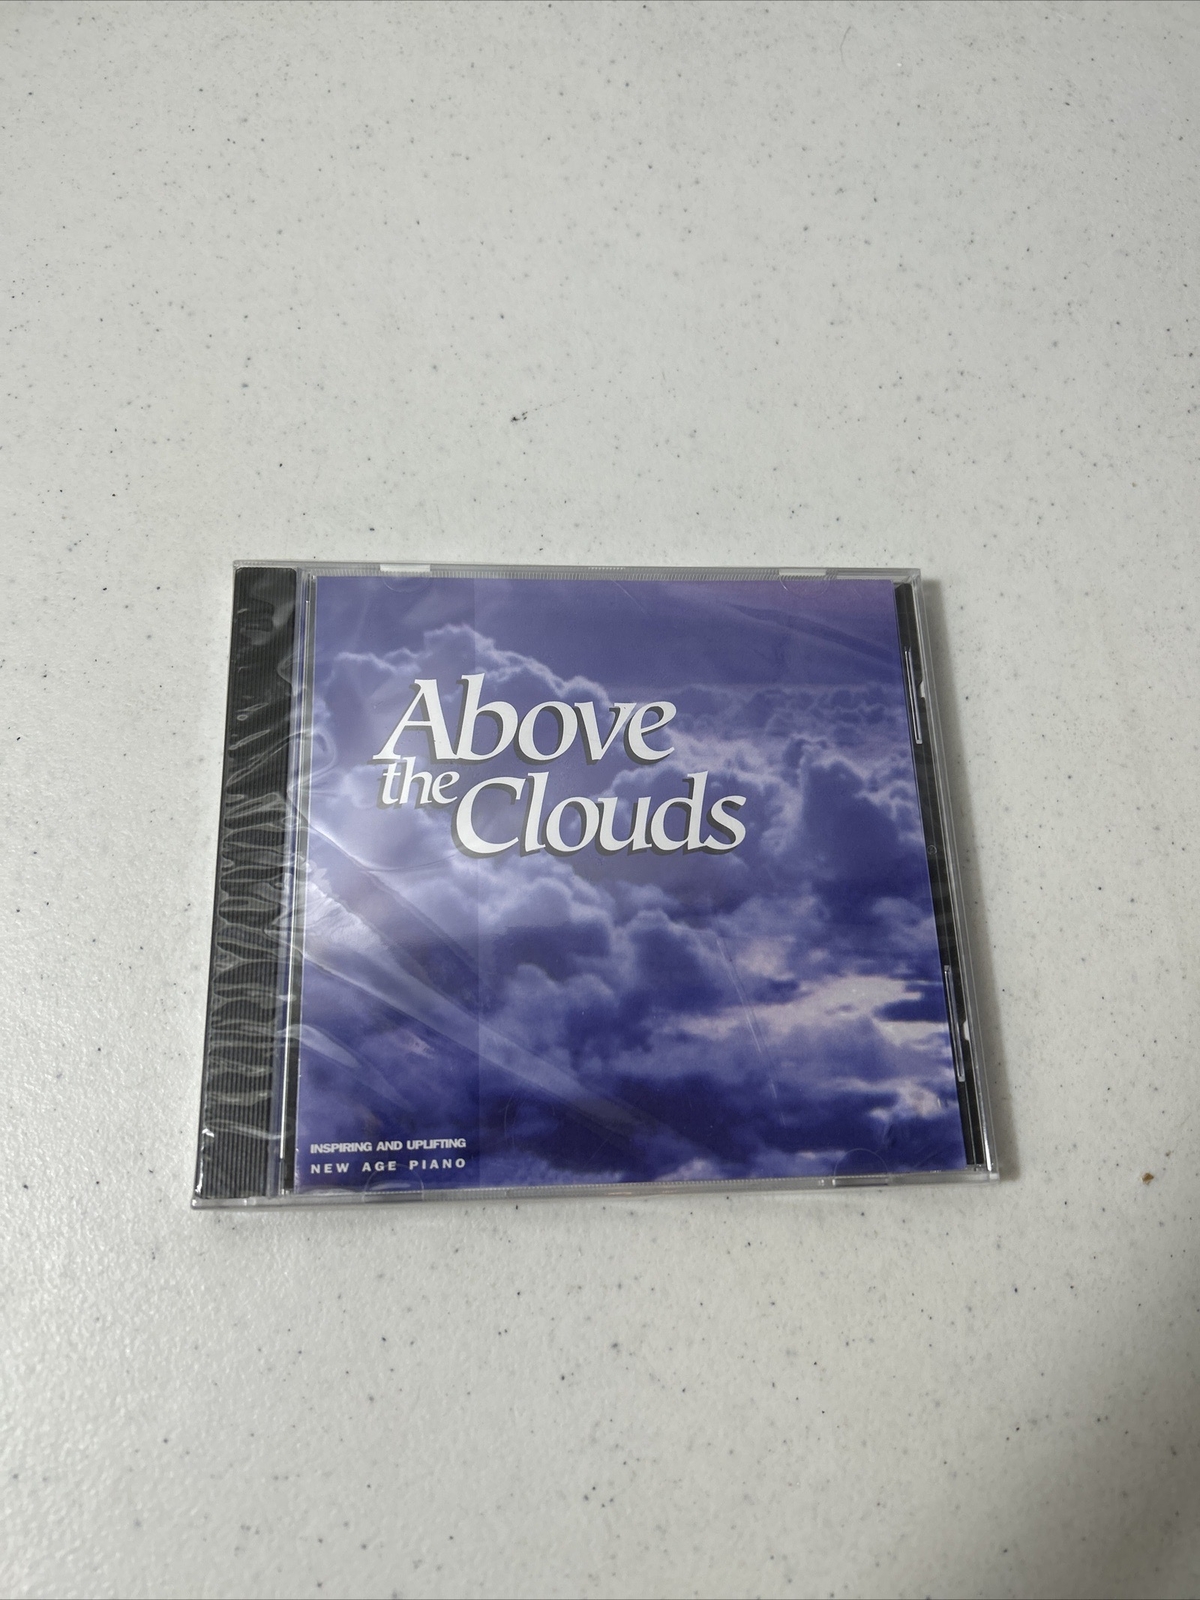 Above
the Clouds
INSPIRING AND UPLIFTING
NEW AGE PIANO